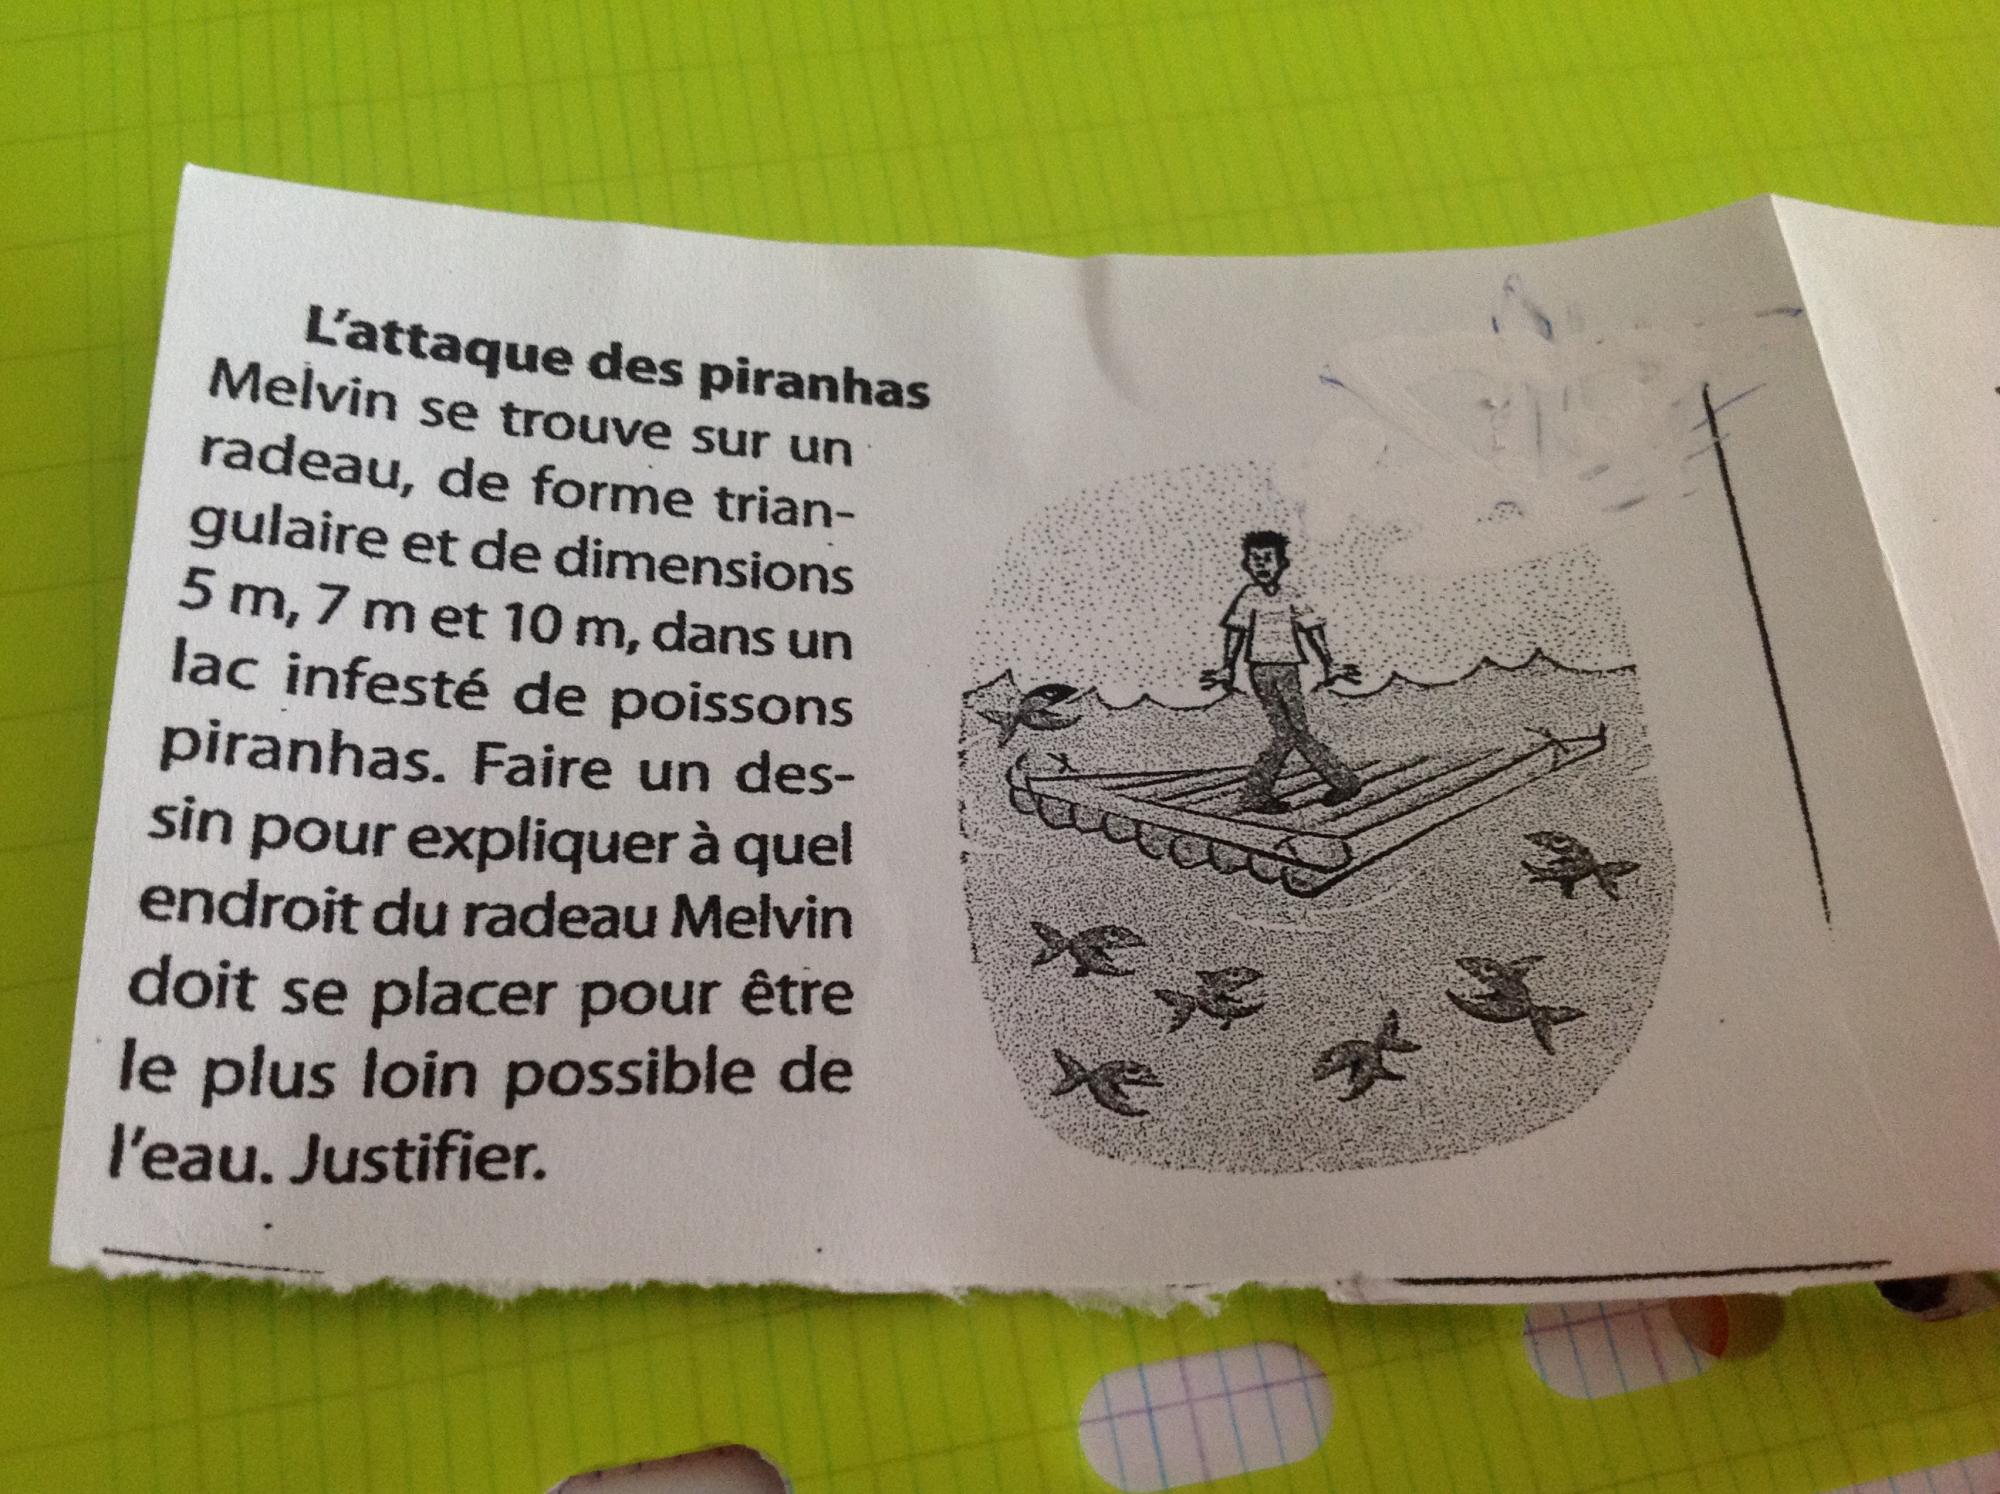 L'attaque des piranhas
Melvin se trouve sur un
radeau, de forme trian-
gulaire et de dimensions
5 m, 7 m et 10 m, dans un
lac infesté de poissons
piranhas. Faire un des-
sin pour expliquer à quel
endroit du radeau Melvin
doit se placer pour être
le plus loin possible de
l'eau. Justifier.